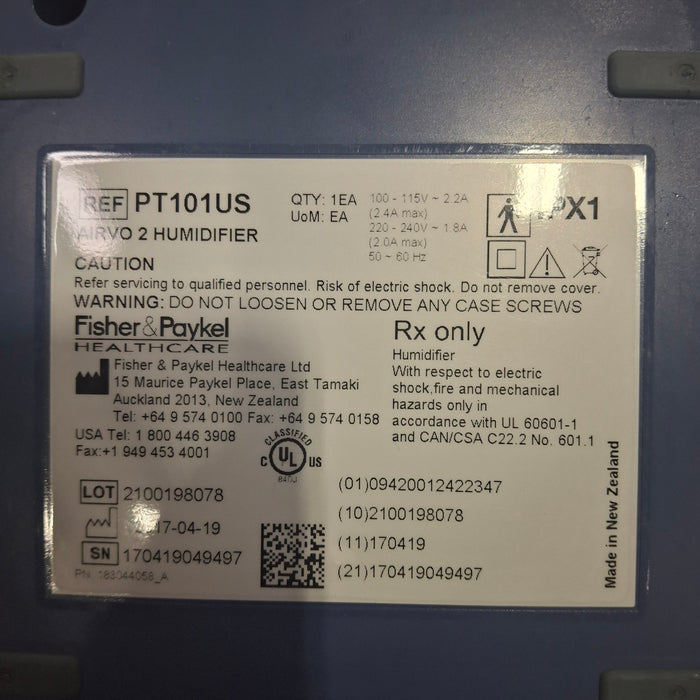 REF PT101US
AIRVO 2 HUMIDIFIER
QTY: 1EA
UoM: EA
100 - 115V ~ 2.2A
(2.4A max)
220 - 240V ~ 1.8A
(2.0A max)
50 ~ 60 Hz
IPX1
CAUTION
Refer servicing to qualified personnel. Risk of electric shock. Do not remove cover.
WARNING: DO NOT LOOSEN OR REMOVE ANY CASE SCREWS
Fisher&Paykel
HEALTHCARE
Fisher & Paykel Healthcare Ltd
15 Maurice Paykel Place, East Tamaki
Auckland 2013, New Zealand
Tel: +64 9 574 0100 Fax: +64 9 574 0158
USA Tel: 1 800 446 3908
Fax:+1 949 453 4001
Rx only
Humidifier
With respect to electric
shock,fire and mechanical
hazards only in
accordance with UL 60601-1
and CAN/CSA C22.2 No. 601.1
CLASSIFIED
C UL US
LOT 2100198078
2017-04-19
SN 170419049497
(01)09420012422347
(10)2100198078
(11)170419
(21)170419049497
Made in New Zealand